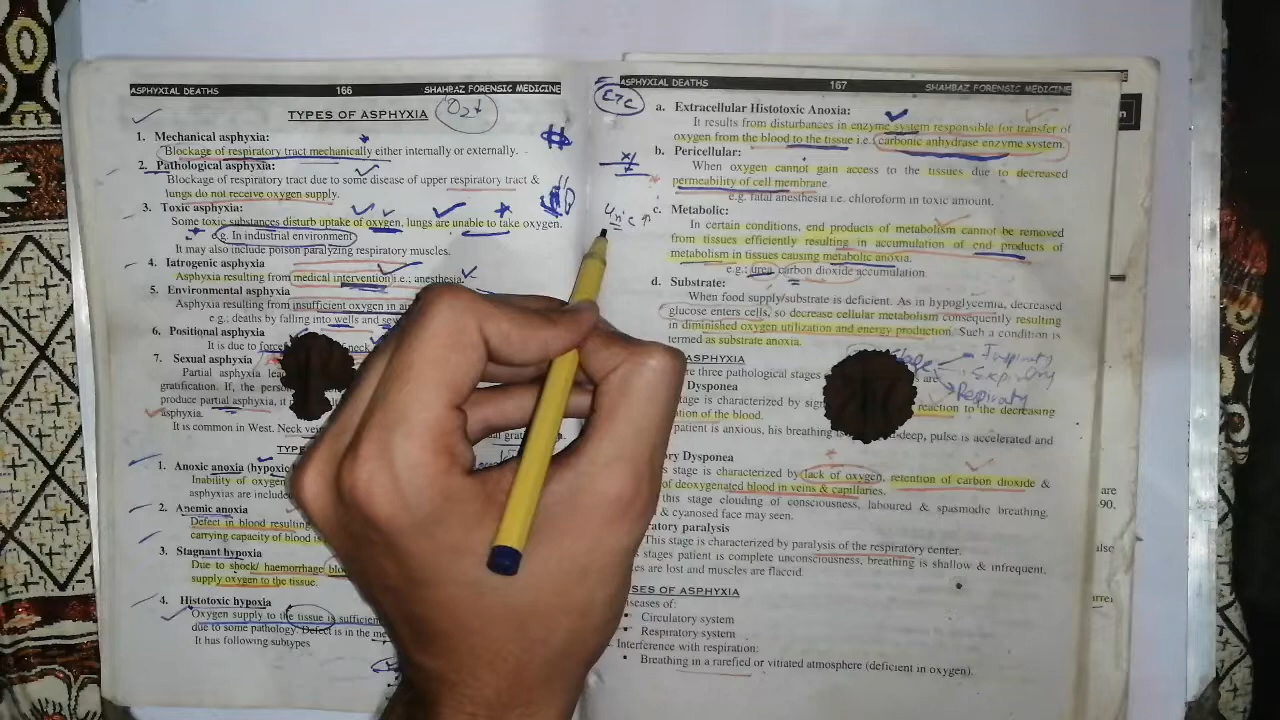 ASPHYXIAL DEATHS 166 SHAHBAZ FORENSIC MEDICINE
TYPES OF ASPHYXIA
O2↓
1. Mechanical asphyxia:
Blockage of respiratory tract mechanically either internally or externally.
2. Pathological asphyxia:
Blockage of respiratory tract due to some disease of upper respiratory tract &
lungs do not receive oxygen supply.
3. Toxic asphyxia:
Some toxic substances disturb uptake of oxygen, lungs are unable to take oxygen.
e.g. In industrial environment
It may also include poison paralyzing respiratory muscles.
4. Iatrogenic asphyxia
Asphyxia resulting from medical intervention i.e.; anesthesia
5. Environmental asphyxia
Asphyxia resulting from insufficient oxygen in
e.g.; deaths by falling into wells and
6. Positional asphyxia
It is due to
7. Sexual asphyxia
Partial asphyxia
gratification. If, the
produce partial asphyxia, it
asphyxia.
It is common in West. Neck
1. Anoxic anoxia
Inability of oxygen
asphyxias are
2. Anemic anoxia
Defect in blood resulting
carrying capacity of blood
3. Stagnant hypoxia
Due to shock/ haemorrhage
supply oxygen to the tissue.
4. Histotoxic hypoxia
Oxygen supply to the tissue is
due to some pathology. Defect is in the
It has following subtypes
ASPHYXIAL DEATHS 167 SHAHBAZ FORENSIC MEDICINE
a. Extracellular Histotoxic Anoxia:
It results from disturbances in enzyme system responsible for transfer of
oxygen from the blood to the tissue i.e. carbonic anhydrase enzyme system.
b. Pericellular:
When oxygen cannot gain access to the tissues due to decreased
permeability of cell membrane.
e.g. fatal anesthesia i.e. chloroform in toxic amount.
c. Metabolic:
In certain conditions, end products of metabolism cannot be removed
from tissues efficiently resulting in accumulation of end products of
metabolism in tissues causing metabolic anoxia.
e.g.; urea, carbon dioxide accumulation
d. Substrate:
When food supply/substrate is deficient. As in hypoglycemia, decreased
glucose enters cells, so decrease cellular metabolism consequently resulting
in diminished oxygen utilization and energy production. Such a condition is
termed as substrate anoxia.
ASPHYXIA
three pathological stages are
Dysponea
stage is characterized by reaction to the decreasing
of the blood.
patient is anxious, his breathing deep, pulse is accelerated and
Dysponea
stage is characterized by lack of oxygen, retention of carbon dioxide &
of deoxygenated blood in veins & capillaries.
this stage clouding of consciousness, laboured & spasmodic breathing.
& cyanosed face may seen.
paralysis
This stage is characterized by paralysis of the respiratory center.
stages patient is complete unconsciousness, breathing is shallow & infrequent.
are lost and muscles are flaccid.
OF ASPHYXIA
of:
Circulatory system
Respiratory system
Interference with respiration:
Breathing in a rarefied or vitiated atmosphere (deficient in oxygen).
are
90.